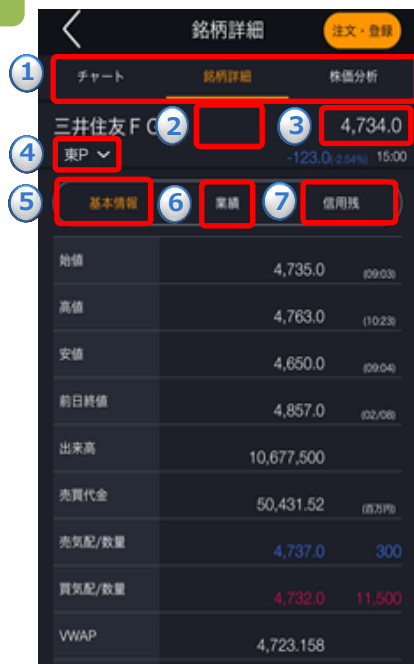 銘柄詳細 注文・登録
1 チャート 銘柄詳細 株価分析
三井住友ＦＧ 2 3 4,734.0
4 東P -123.0(-2.54%) 15:00
5 基本情報 6 業績 7 信用残
始値 4,735.0 (09:03)
高値 4,763.0 (10:23)
安値 4,650.0 (09:04)
前日終値 4,857.0 (02/08)
出来高 10,677,500
売買代金 50,431.52 (百万円)
売気配/数量 4,737.0 300
買気配/数量 4,732.0 11,500
VWAP 4,723.158